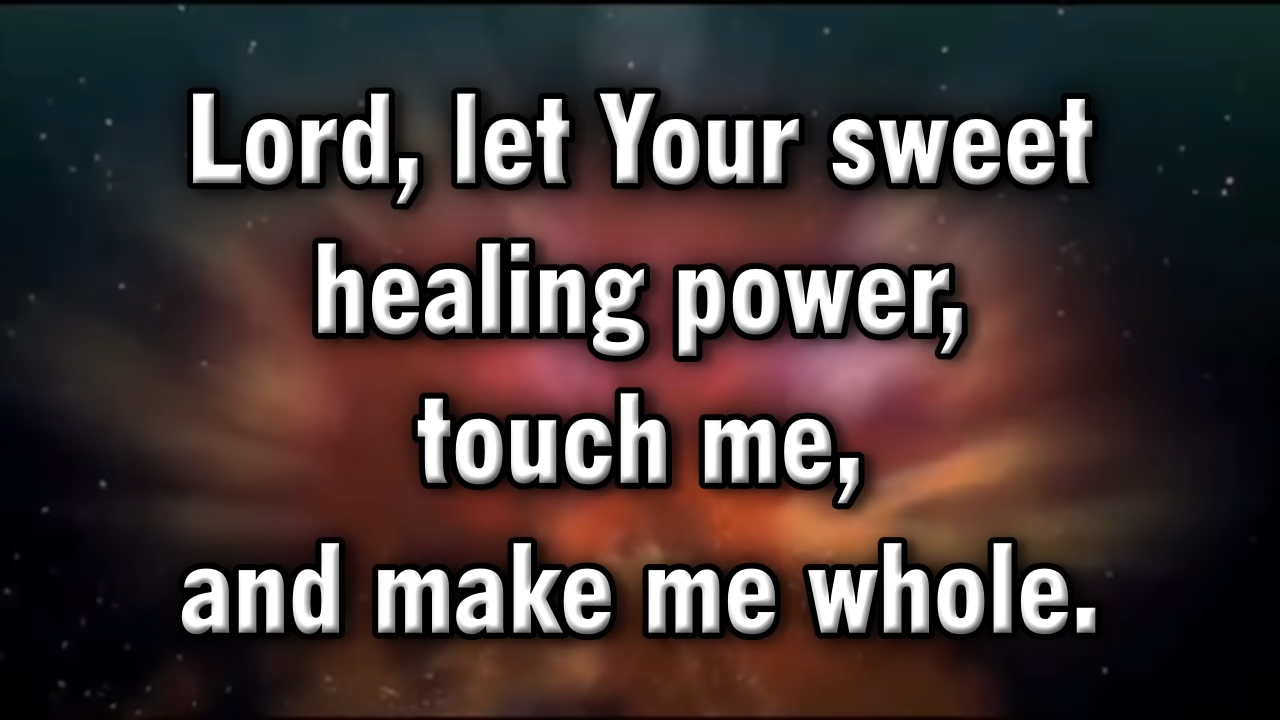 Lord, let Your sweet
healing power,
touch me,
and make me whole.